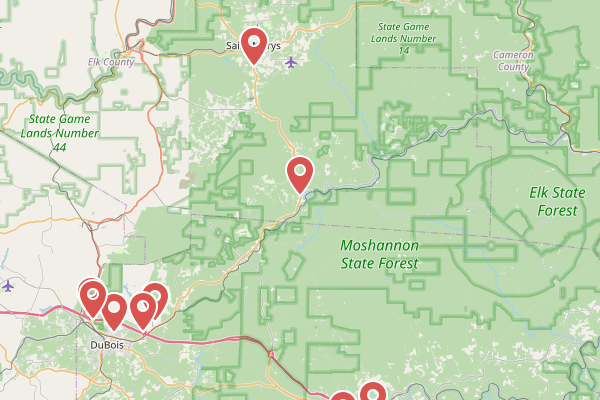 State Game
Lands Number
14
Elk County
Cameron
County
State Game
Lands Number
44
Elk State
Forest
Moshannon
State Forest
DuBois